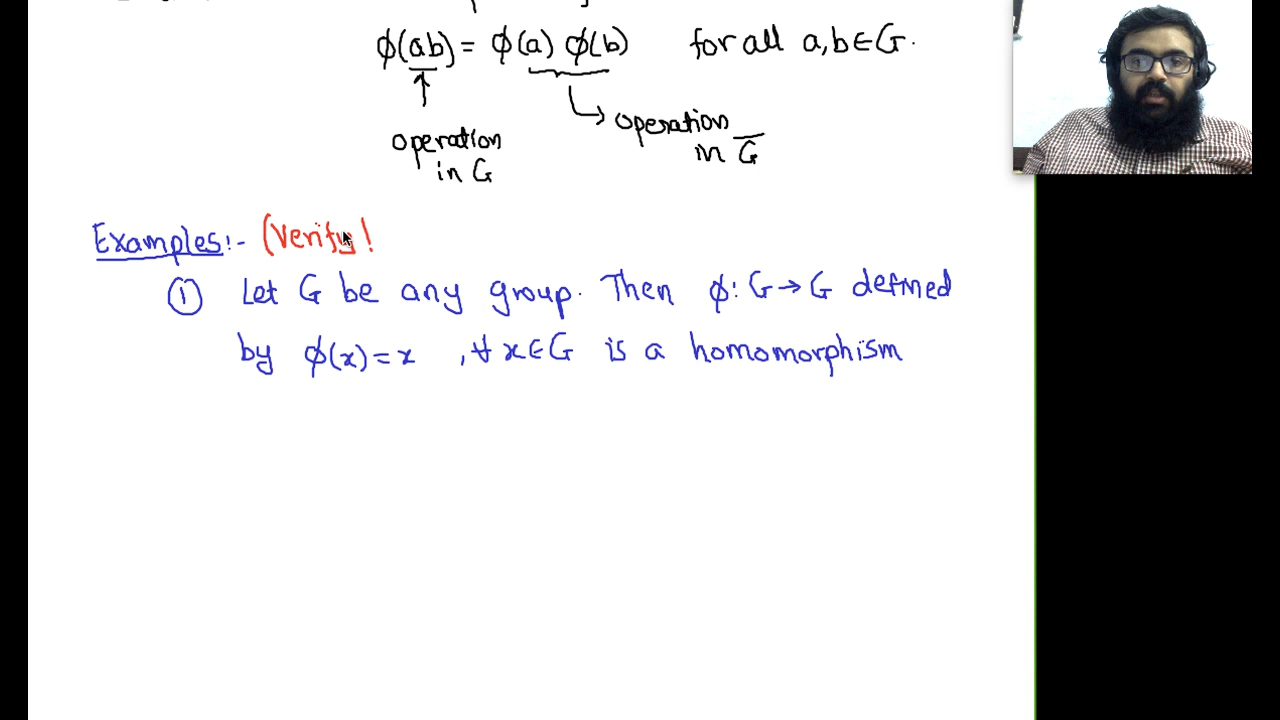 ϕ(ab) = ϕ(a) ϕ(b) for all a,b∈G.
operation in G
operation in G̅
Examples:- (Verify!
① Let G be any group. Then ϕ: G→G defined
by ϕ(x)=x , ∀ x∈G is a homomorphism